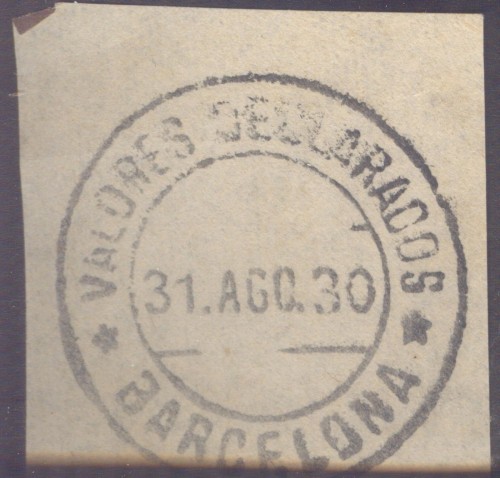 VALORES DECLARADOS
31.AGO.30
* BARCELONA *